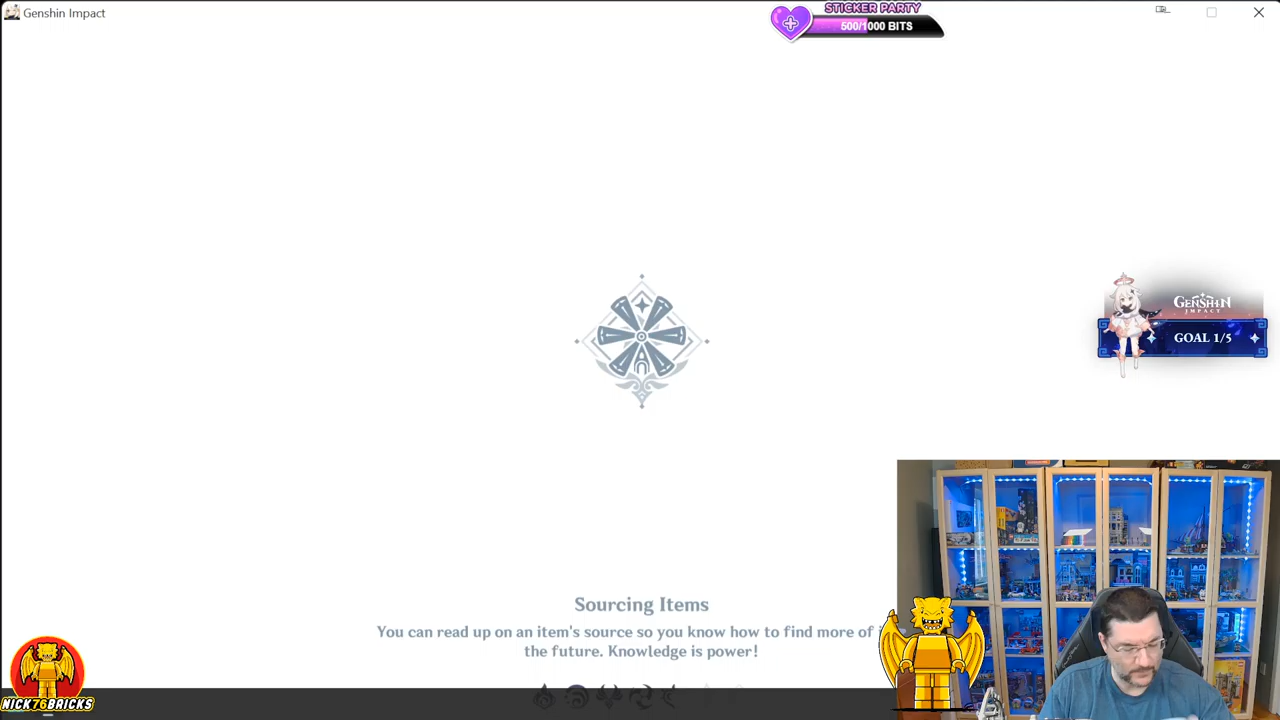 Genshin Impact
STICKER PARTY
500/1000 BITS
GENSHIN
IMPACT
GOAL 1/5
Sourcing Items
You can read up on an item's source so you know how to find more of
the future. Knowledge is power!
NICK76BRICKS